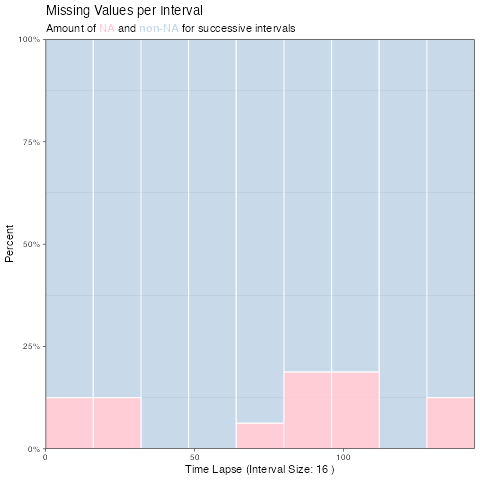 Missing Values per Interval
Amount of NA and non-NA for successive intervals
100%
75%
50%
25%
0%
Percent
0
50
100
Time Lapse (Interval Size: 16 )